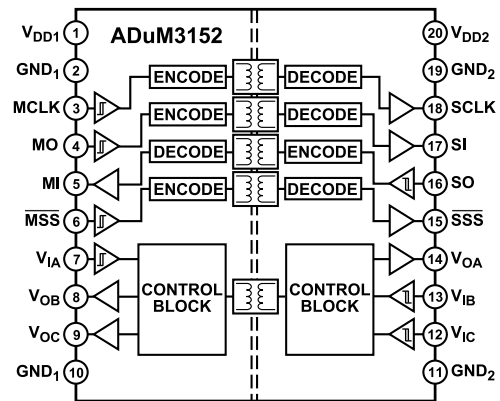 ADuM3152
VDD1 1
20 VDD2
GND1 2
19 GND2
MCLK 3
ENCODE DECODE
18 SCLK
MO 4
ENCODE DECODE
17 SI
MI 5
DECODE ENCODE
16 SO
MSS 6
ENCODE DECODE
15 SSS
VIA 7
14 VOA
VOB 8
CONTROL BLOCK
CONTROL BLOCK
13 VIB
VOC 9
12 VIC
GND1 10
11 GND2